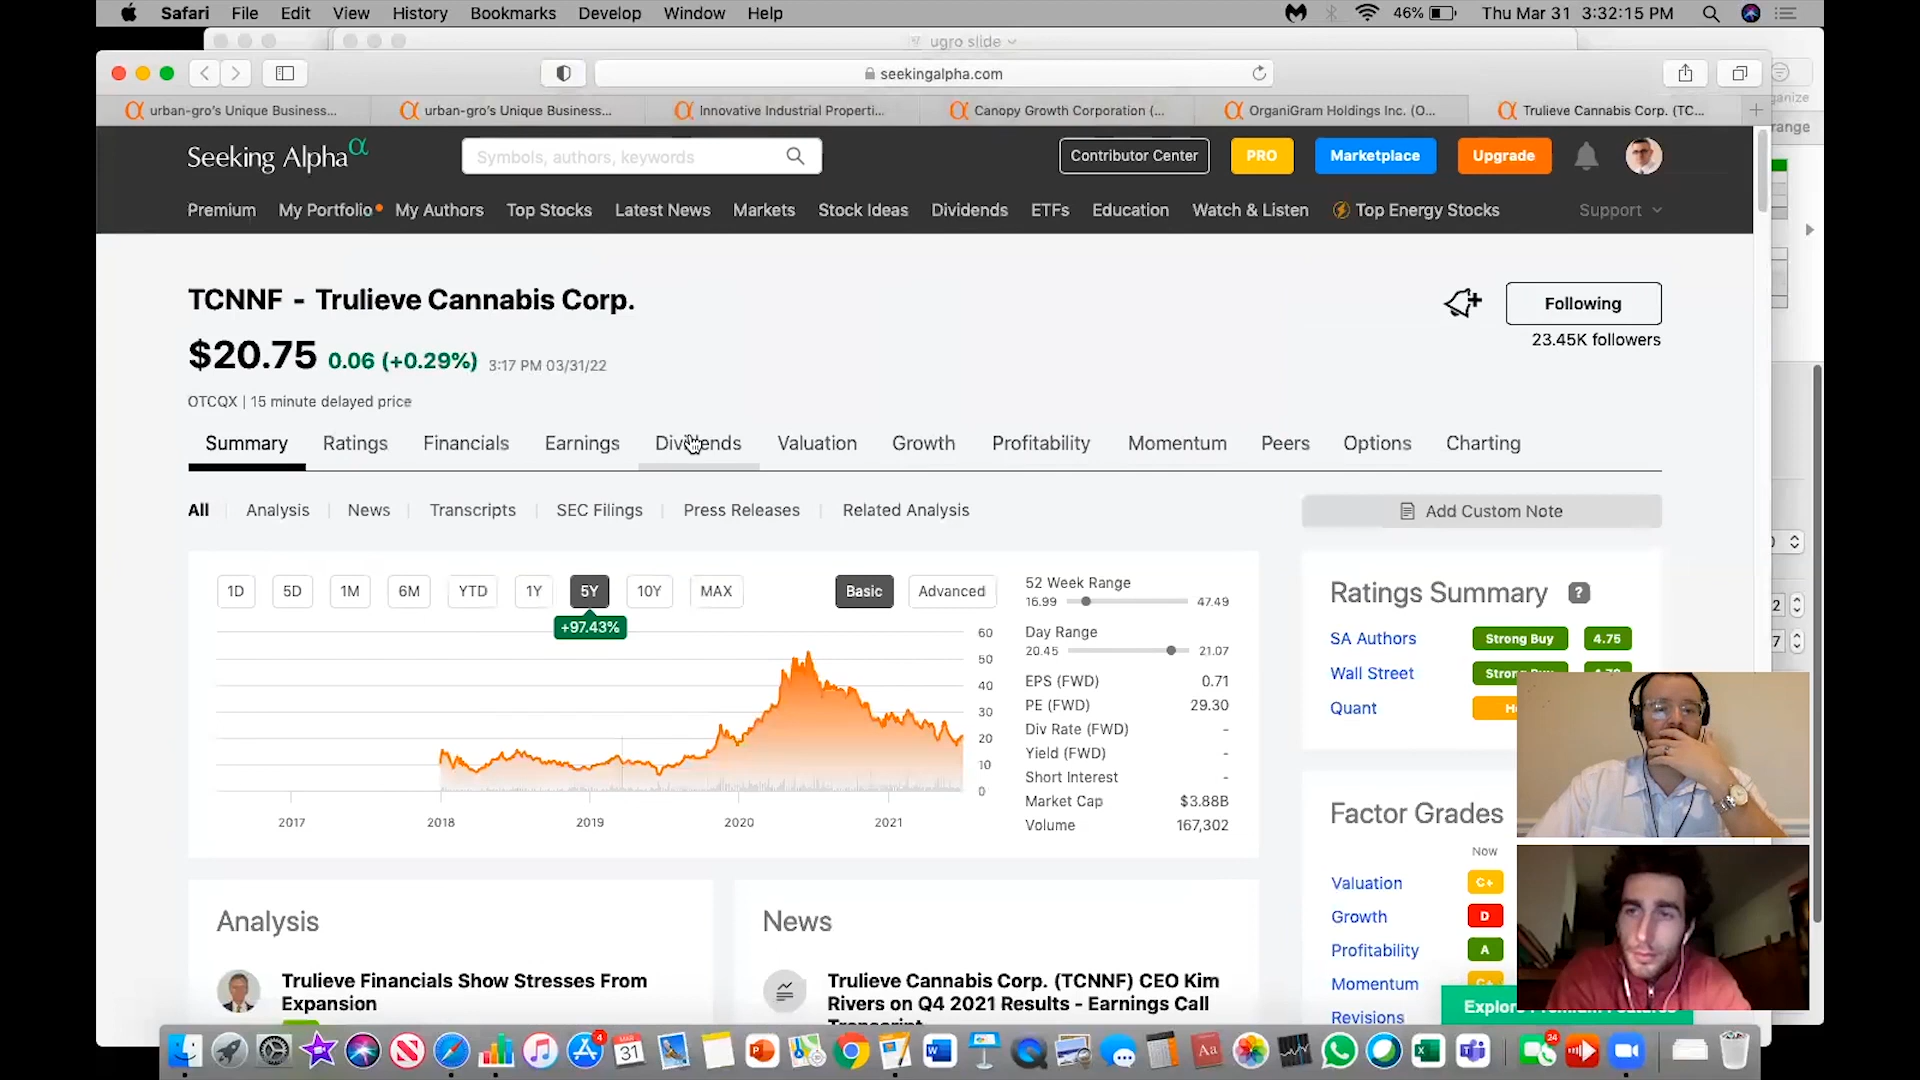 Safari File Edit View History Bookmarks Develop Window Help 46% Thu Mar 31 3:32:15 PM
ugro slide
seekingalpha.com
urban-gro's Unique Business... urban-gro's Unique Business... Innovative Industrial Properti... Canopy Growth Corporation (... OrganiGram Holdings Inc. (O... Trulieve Cannabis Corp. (TC...
Seeking Alpha α Symbols, authors, keywords Contributor Center PRO Marketplace Upgrade
Premium My Portfolio My Authors Top Stocks Latest News Markets Stock Ideas Dividends ETFs Education Watch & Listen Top Energy Stocks Support
TCNNF - Trulieve Cannabis Corp.
Following
23.45K followers
$20.75 0.06 (+0.29%) 3:17 PM 03/31/22
OTCQX | 15 minute delayed price
Summary Ratings Financials Earnings Dividends Valuation Growth Profitability Momentum Peers Options Charting
All Analysis News Transcripts SEC Filings Press Releases Related Analysis
Add Custom Note
1D 5D 1M 6M YTD 1Y 5Y 10Y MAX Basic Advanced
+97.43%
60
50
40
30
20
10
0
2017 2018 2019 2020 2021
52 Week Range
16.99 47.49
Day Range
20.45 21.07
EPS (FWD) 0.71
PE (FWD) 29.30
Div Rate (FWD) -
Yield (FWD) -
Short Interest -
Market Cap $3.88B
Volume 167,302
Ratings Summary ?
SA Authors Strong Buy 4.75
Wall Street Strong
Quant
Factor Grades
Now
Valuation C+
Growth D
Profitability A
Momentum
Revisions
Analysis
Trulieve Financials Show Stresses From
Expansion
News
Trulieve Cannabis Corp. (TCNNF) CEO Kim
Rivers on Q4 2021 Results - Earnings Call
Transcript
4
MAR
31
Aa
24